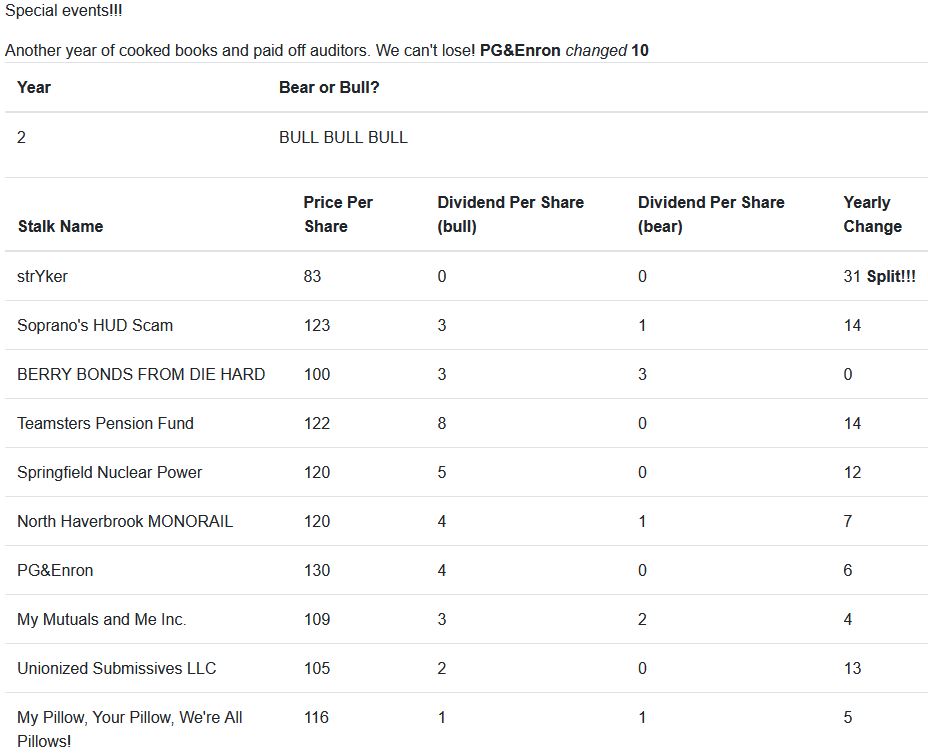 Special events!!!
Another year of cooked books and paid off auditors. We can't lose! PG&Enron changed 10
Year Bear or Bull?
2 BULL BULL BULL
Stalk Name Price Per Share Dividend Per Share (bull) Dividend Per Share (bear) Yearly Change
strYker 83 0 0 31 Split!!!
Soprano's HUD Scam 123 3 1 14
BERRY BONDS FROM DIE HARD 100 3 3 0
Teamsters Pension Fund 122 8 0 14
Springfield Nuclear Power 120 5 0 12
North Haverbrook MONORAIL 120 4 1 7
PG&Enron 130 4 0 6
My Mutuals and Me Inc. 109 3 2 4
Unionized Submissives LLC 105 2 0 13
My Pillow, Your Pillow, We're All Pillows! 116 1 1 5